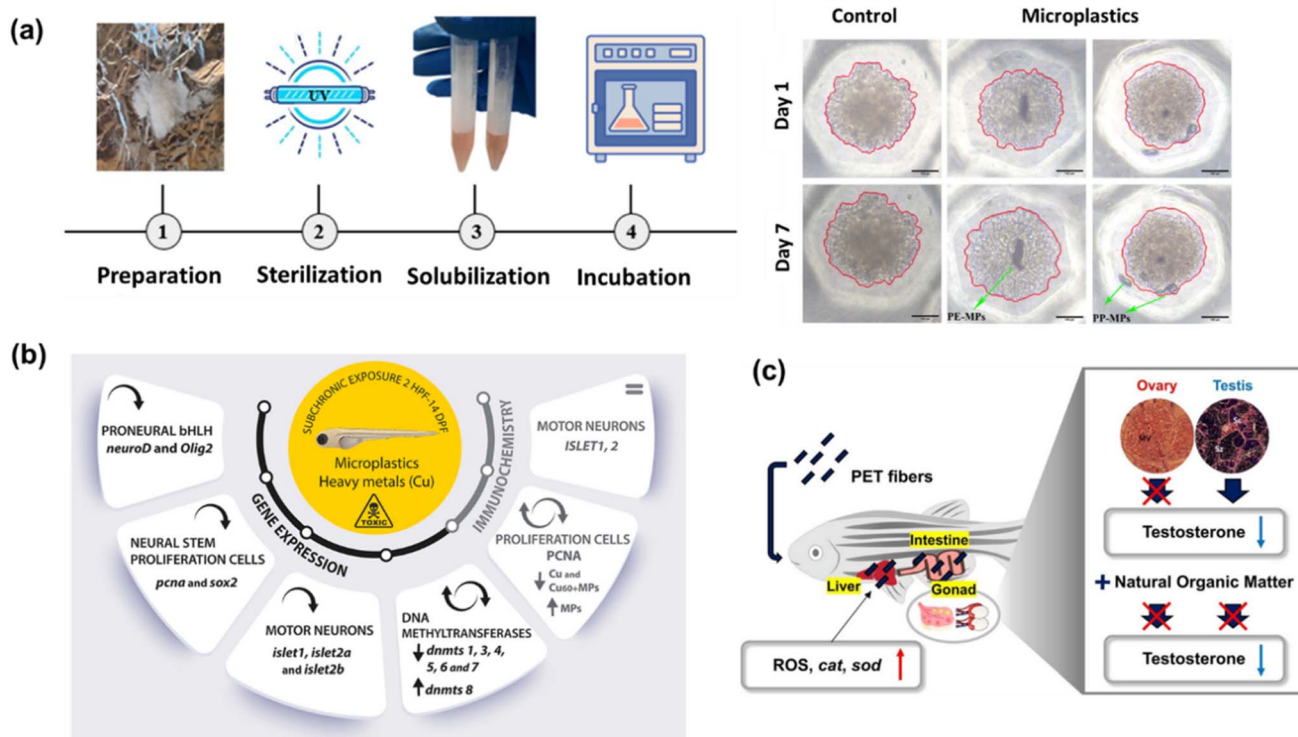 (a)
UV
1
2
3
4
Preparation
Sterilization
Solubilization
Incubation
Control
Microplastics
Day 1
Day 7
PE-MPs
PP-MPs
(b)
SUBCHRONIC EXPOSURE 2 HPF-14 DPF
Microplastics
Heavy metals (Cu)
TOXIC
GENE EXPRESSION
IMMUNOCHEMISTRY
PRONEURAL bHLH
neuroD and Olig2
NEURAL STEM
PROLIFERATION CELLS
pcna and sox2
MOTOR NEURONS
islet1, islet2a
and islet2b
DNA
METHYLTRANSFERASES
↓ dnmts 1, 3, 4,
5, 6 and 7
↑ dnmts 8
PROLIFERATION CELLS
PCNA
↓ Cu and
Cu60+MPs
↑ MPs
=
MOTOR NEURONS
ISLET1, 2
(c)
PET fibers
Intestine
Liver
Gonad
ROS, cat, sod ↑
Ovary
Testis
MV
Sz
Testosterone ↓
+ Natural Organic Matter
Testosterone ↓